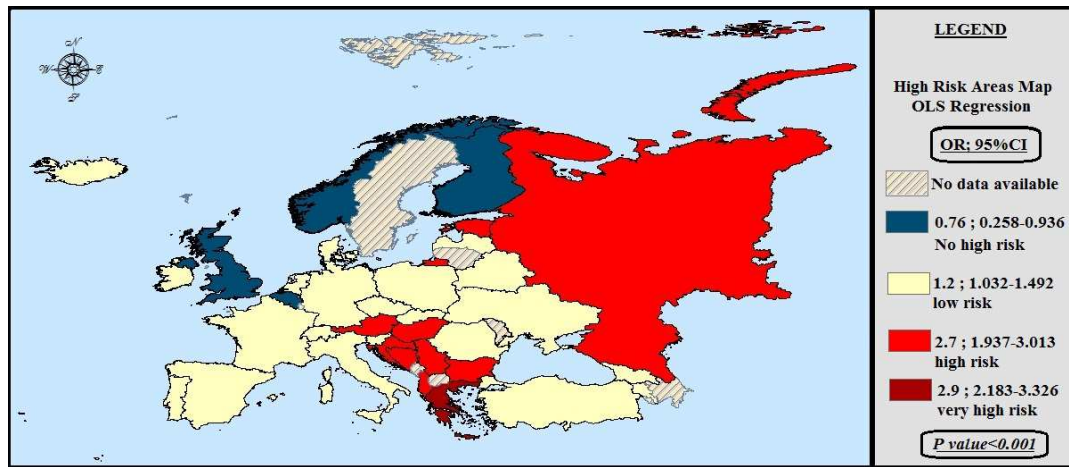 N
W
E
LEGEND
High Risk Areas Map
OLS Regression
OR; 95%CI
No data available
0.76 ; 0.258-0.936
No high risk
1.2 ; 1.032-1.492
low risk
2.7 ; 1.937-3.013
high risk
2.9 ; 2.183-3.326
very high risk
P value<0.001